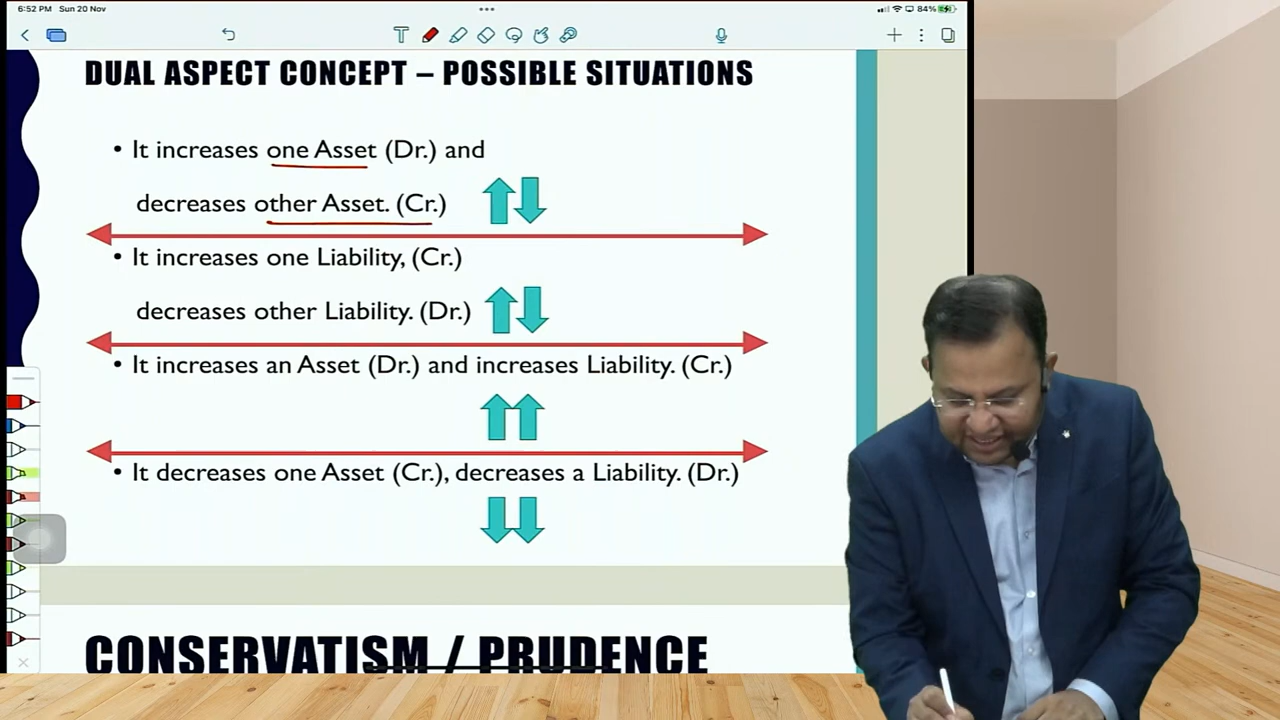 6:52 PM Sun 20 Nov
84%
DUAL ASPECT CONCEPT – POSSIBLE SITUATIONS
• It increases one Asset (Dr.) and
decreases other Asset. (Cr.)
• It increases one Liability, (Cr.)
decreases other Liability. (Dr.)
• It increases an Asset (Dr.) and increases Liability. (Cr.)
• It decreases one Asset (Cr.), decreases a Liability. (Dr.)
CONSERVATISM / PRUDENCE